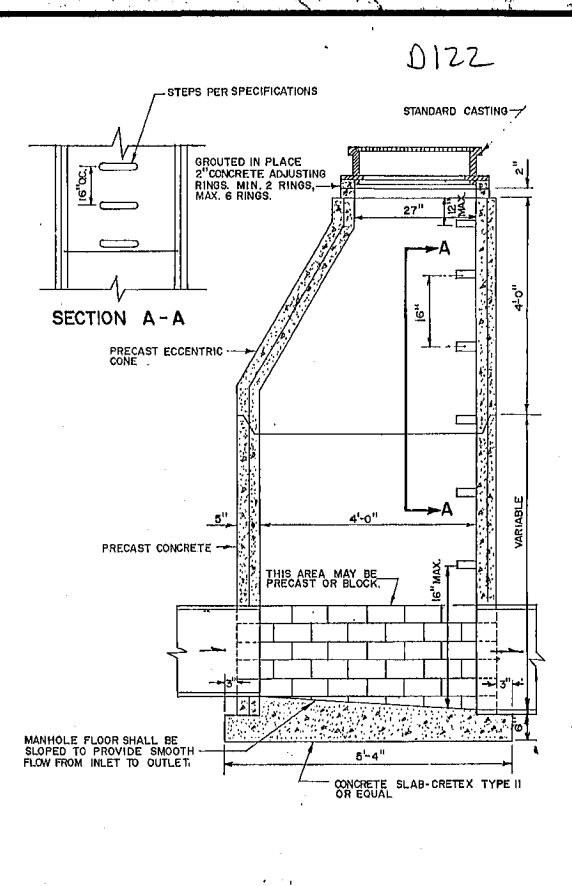 D122
STEPS PER SPECIFICATIONS
STANDARD CASTING
GROUTED IN PLACE
2" CONCRETE ADJUSTING
RINGS. MIN. 2 RINGS,
MAX. 6 RINGS.
16" O.C.
2"
27"
12"
MAX.
A
16"
4'-0"
SECTION A-A
PRECAST ECCENTRIC
CONE
A
5"
4'-0"
VARIABLE
PRECAST CONCRETE
THIS AREA MAY BE
PRECAST OR BLOCK.
16" MAX.
3"
3"
6"
MANHOLE FLOOR SHALL BE
SLOPED TO PROVIDE SMOOTH
FLOW FROM INLET TO OUTLET.
5'-4"
CONCRETE SLAB-CRETEX TYPE II
OR EQUAL